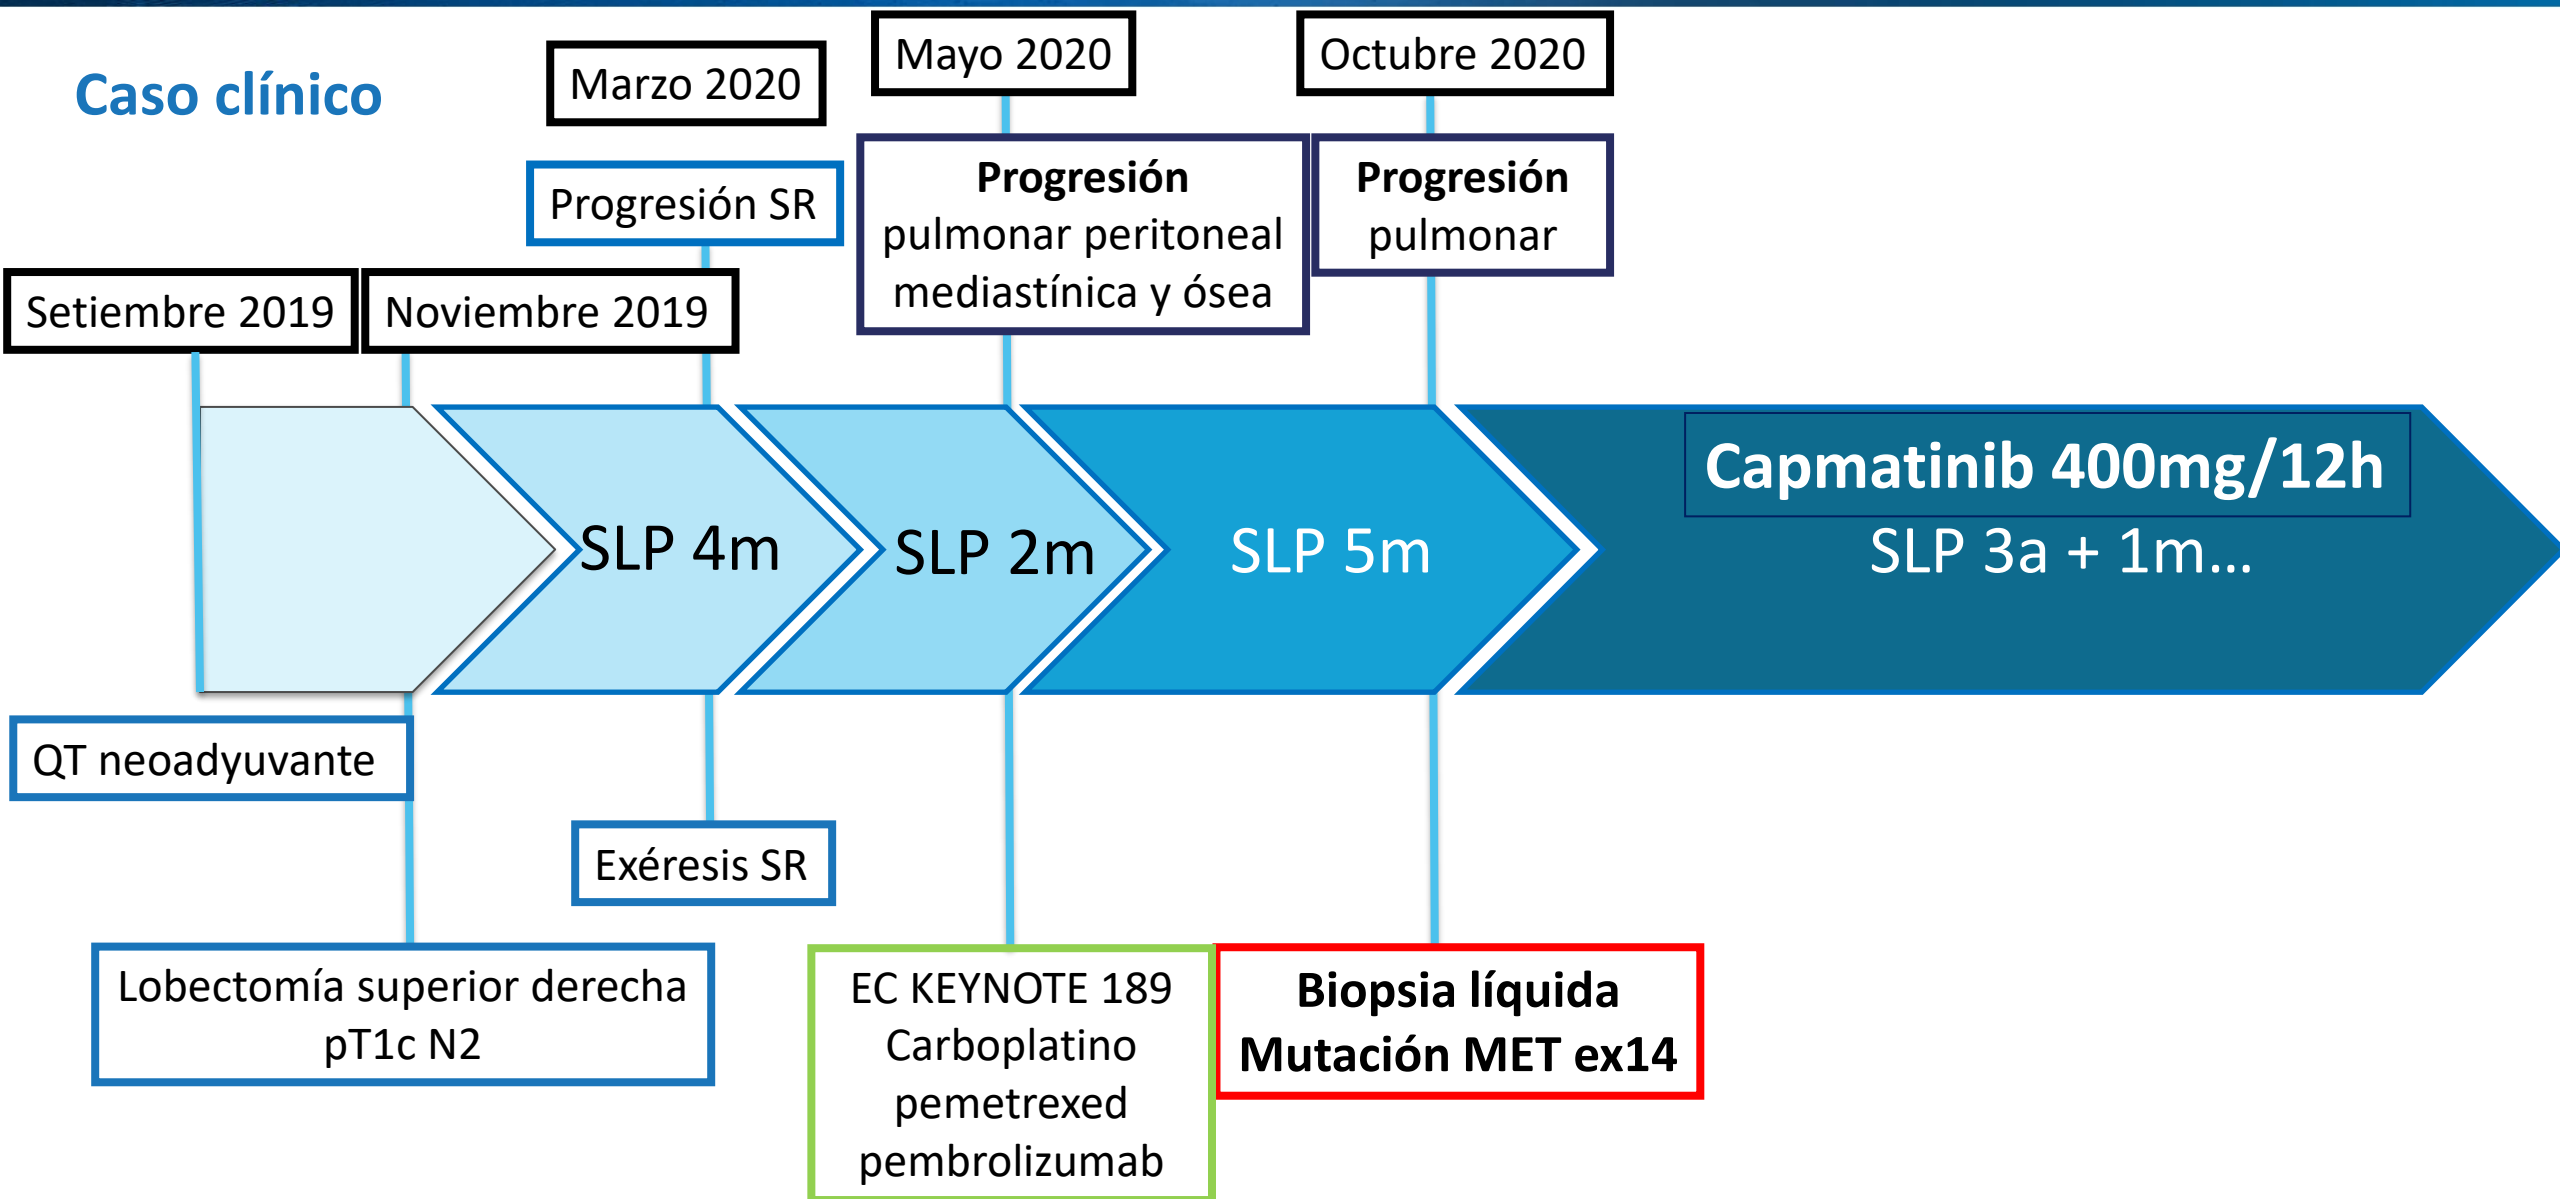 Caso clínico
Setiembre 2019
Noviembre 2019
Marzo 2020
Progresión SR
Mayo 2020
Progresión
pulmonar peritoneal
mediastínica y ósea
Octubre 2020
Progresión
pulmonar
SLP 4m
SLP 2m
SLP 5m
Capmatinib 400mg/12h
SLP 3a + 1m...
QT neoadyuvante
Lobectomía superior derecha
pT1c N2
Exéresis SR
EC KEYNOTE 189
Carboplatino
pemetrexed
pembrolizumab
Biopsia líquida
Mutación MET ex14